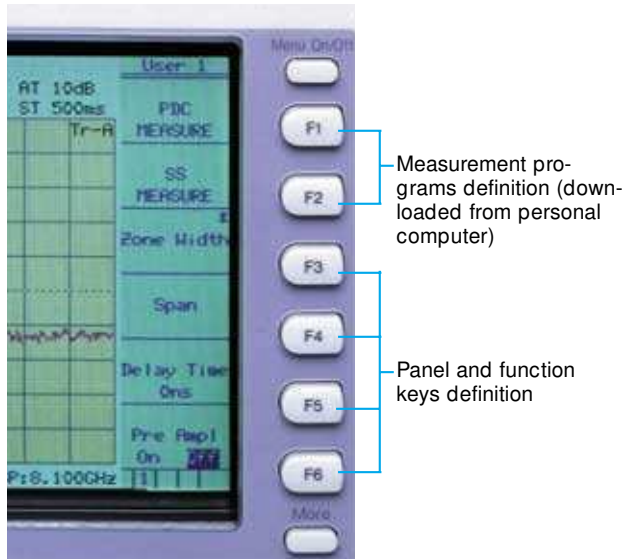 Menu On/Off
User 1
AT 10dB
ST 500ms
Tr-A
PDC
MEASURE
F1
SS
MEASURE
F2
Measurement pro-
grams definition (down-
loaded from personal
computer)
Zone Width
F3
Span
F4
Delay Time
0ns
F5
Panel and function
keys definition
Pre Ampl
On Off
F6
P:8.100GHz
1
More